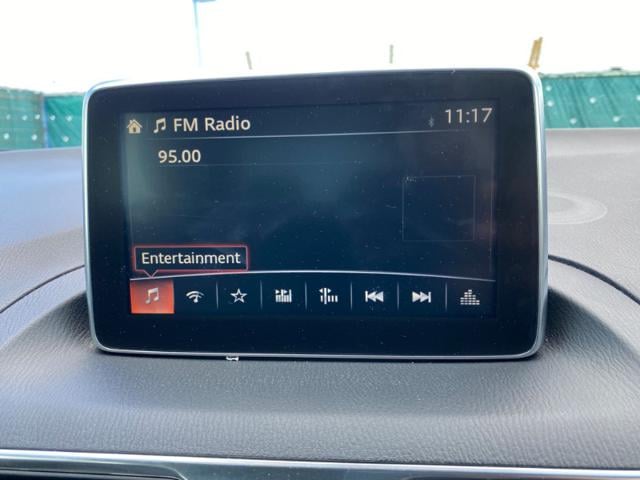 FM Radio 11:17
95.00
Entertainment